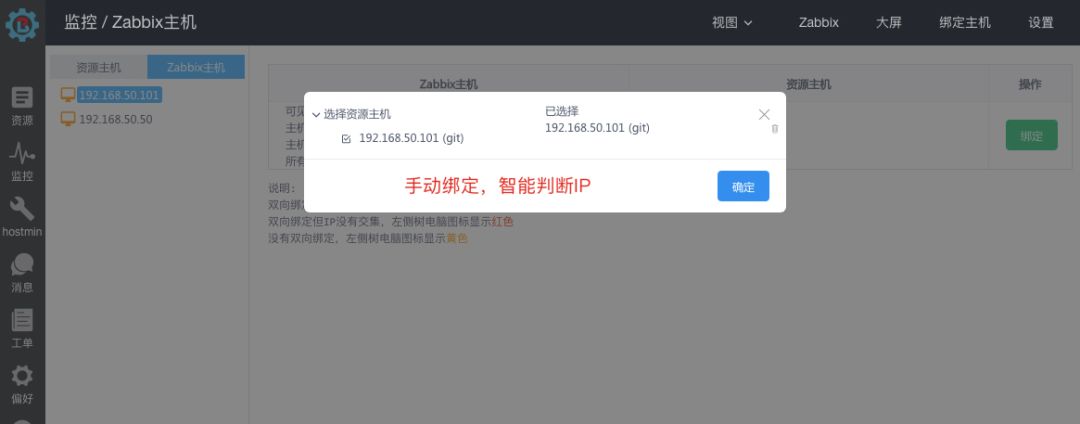 监控 / Zabbix主机
视图
Zabbix
大屏
绑定主机
设置
资源
监控
hostmin
消息
工单
偏好
资源主机
Zabbix主机
192.168.50.101
192.168.50.50
Zabbix主机
资源主机
操作
可见
主机
主机
所有
绑定
选择资源主机
192.168.50.101 (git)
已选择
192.168.50.101 (git)
手动绑定，智能判断IP
确定
说明：
双向绑定
双向绑定但IP没有交集，左侧树电脑图标显示红色
没有双向绑定，左侧树电脑图标显示黄色